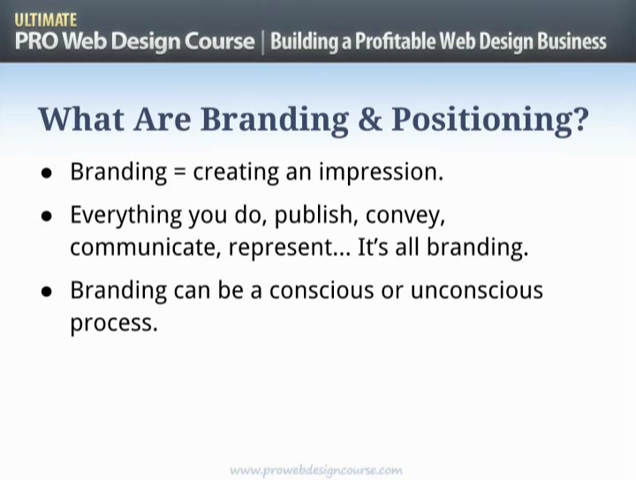 ULTIMATE
PRO Web Design Course | Building a Profitable Web Design Business
What Are Branding & Positioning?
● Branding = creating an impression.
● Everything you do, publish, convey,
communicate, represent... It's all branding.
● Branding can be a conscious or unconscious
process.
www.prowebdesigncourse.com